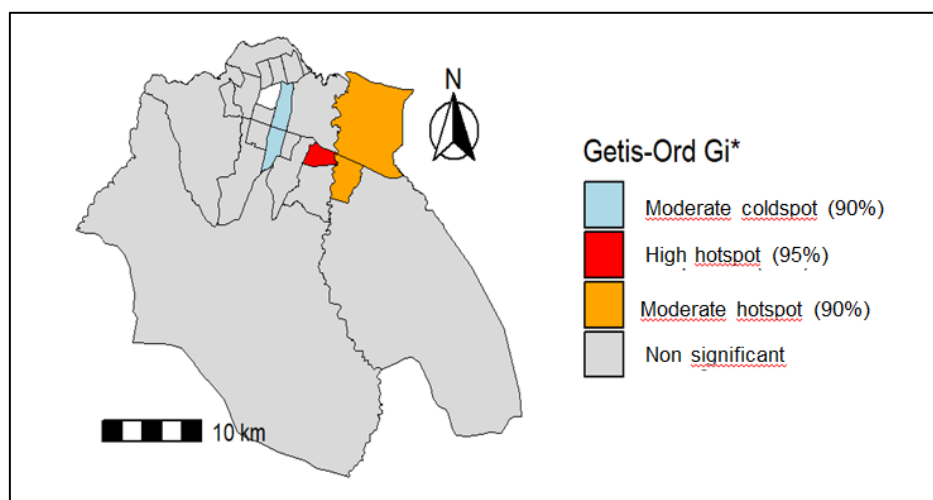 N
Getis-Ord Gi*
Moderate coldspot (90%)
High hotspot (95%)
Moderate hotspot (90%)
Non significant
10 km